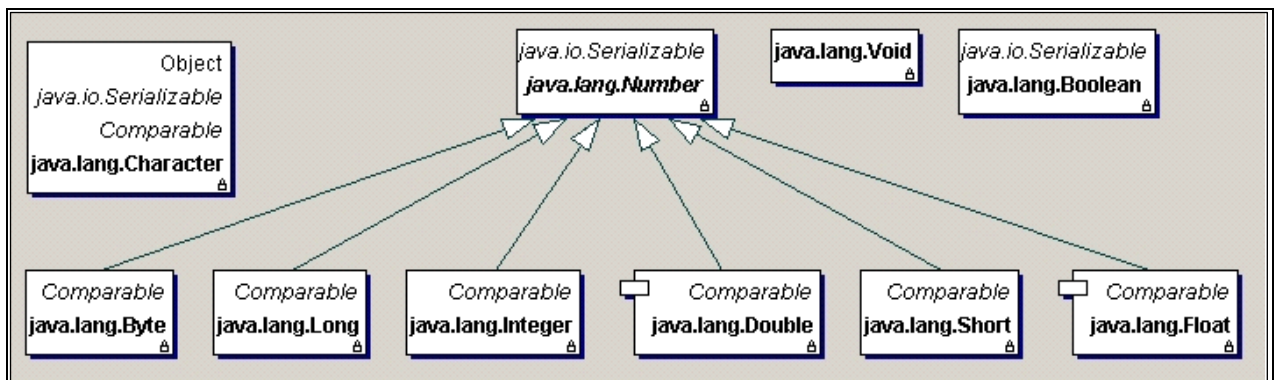 Object
java.io.Serializable
Comparable
java.lang.Character
java.io.Serializable
java.lang.Number
java.lang.Void
java.io.Serializable
java.lang.Boolean
Comparable
java.lang.Byte
Comparable
java.lang.Long
Comparable
java.lang.Integer
Comparable
java.lang.Double
Comparable
java.lang.Short
Comparable
java.lang.Float